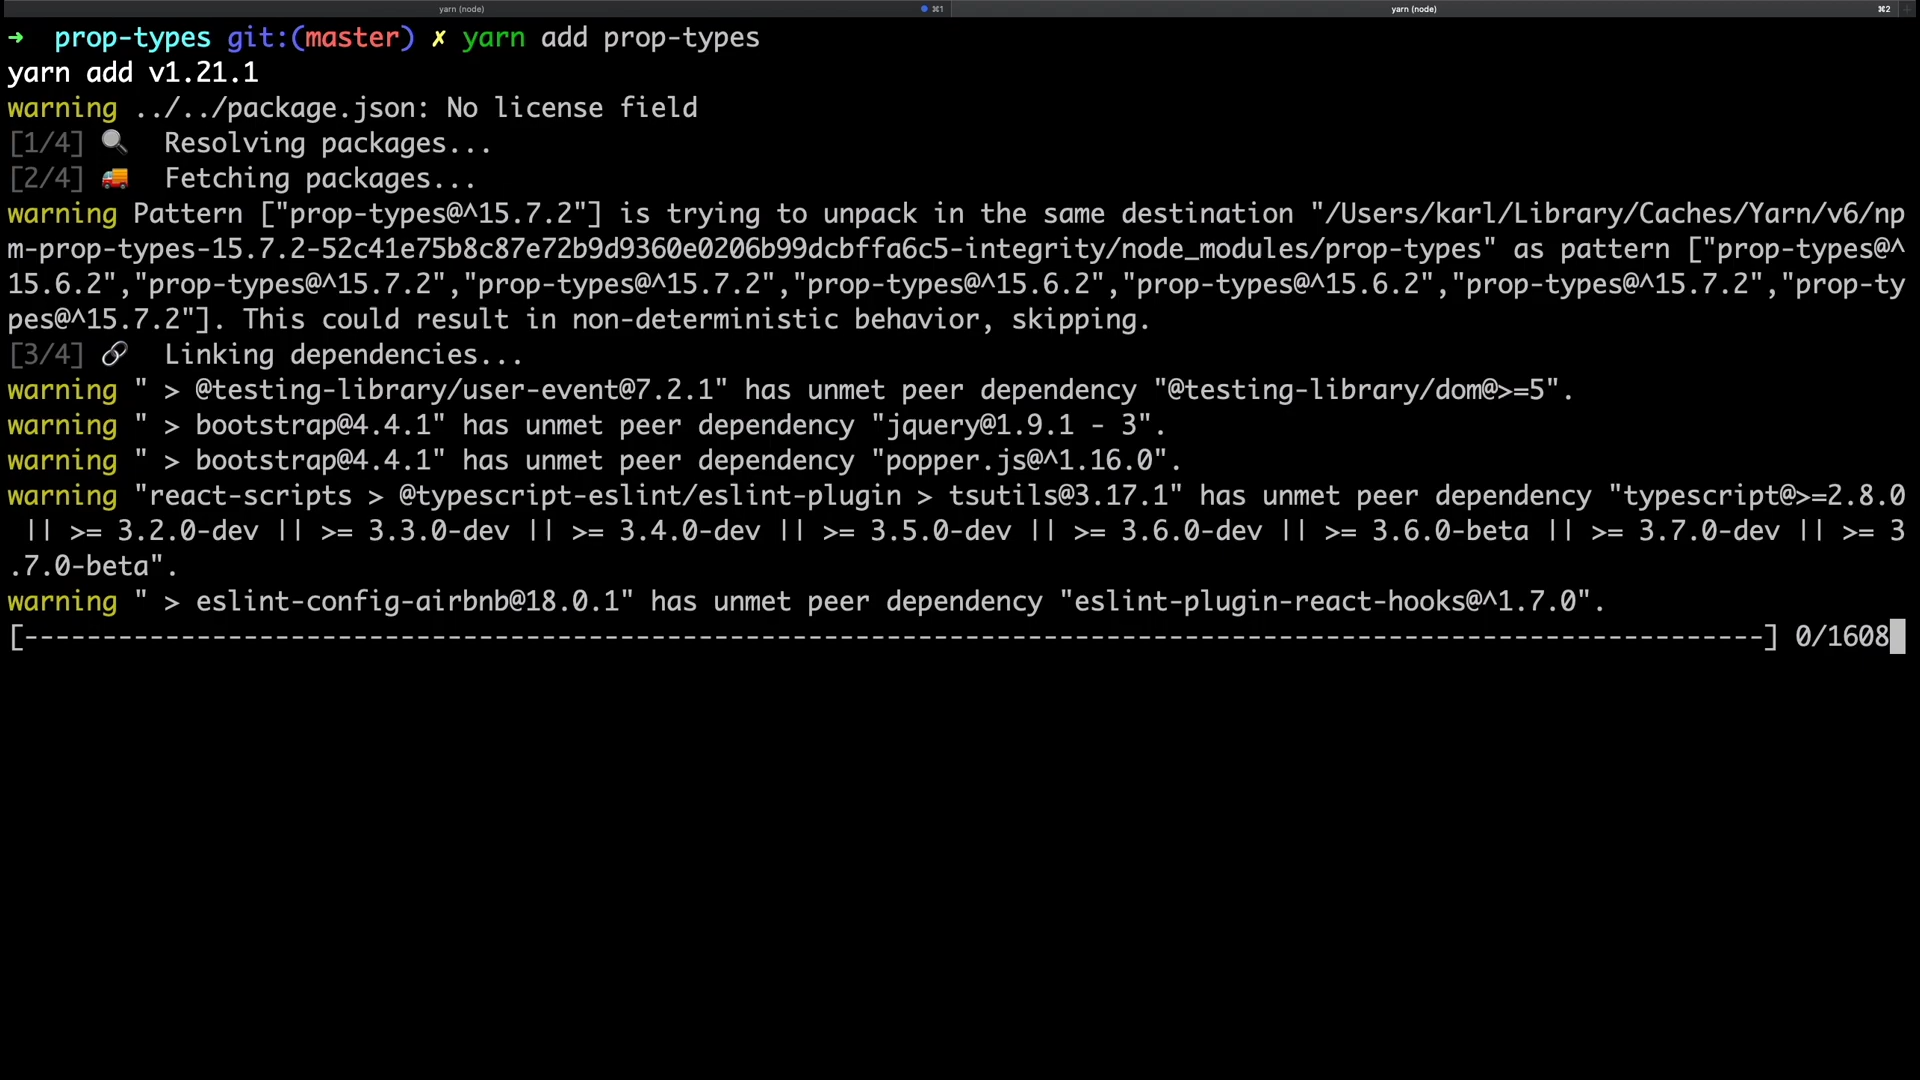 yarn (node) ⌘1 yarn (node) ⌘2
➜ prop-types git:(master) ✗ yarn add prop-types
yarn add v1.21.1
warning ../../package.json: No license field
[1/4] 🔍 Resolving packages...
[2/4] 🚚 Fetching packages...
warning Pattern ["prop-types@^15.7.2"] is trying to unpack in the same destination "/Users/karl/Library/Caches/Yarn/v6/np
m-prop-types-15.7.2-52c41e75b8c87e72b9d9360e0206b99dcbffa6c5-integrity/node_modules/prop-types" as pattern ["prop-types@^
15.6.2","prop-types@^15.7.2","prop-types@^15.7.2","prop-types@^15.6.2","prop-types@^15.6.2","prop-types@^15.7.2","prop-ty
pes@^15.7.2"]. This could result in non-deterministic behavior, skipping.
[3/4] 🔗 Linking dependencies...
warning " > @testing-library/user-event@7.2.1" has unmet peer dependency "@testing-library/dom@>=5".
warning " > bootstrap@4.4.1" has unmet peer dependency "jquery@1.9.1 - 3".
warning " > bootstrap@4.4.1" has unmet peer dependency "popper.js@^1.16.0".
warning "react-scripts > @typescript-eslint/eslint-plugin > tsutils@3.17.1" has unmet peer dependency "typescript@>=2.8.0
|| >= 3.2.0-dev || >= 3.3.0-dev || >= 3.4.0-dev || >= 3.5.0-dev || >= 3.6.0-dev || >= 3.6.0-beta || >= 3.7.0-dev || >= 3
.7.0-beta".
warning " > eslint-config-airbnb@18.0.1" has unmet peer dependency "eslint-plugin-react-hooks@^1.7.0".
[---------------------------------------------------------------------------------------------------------------] 0/1608